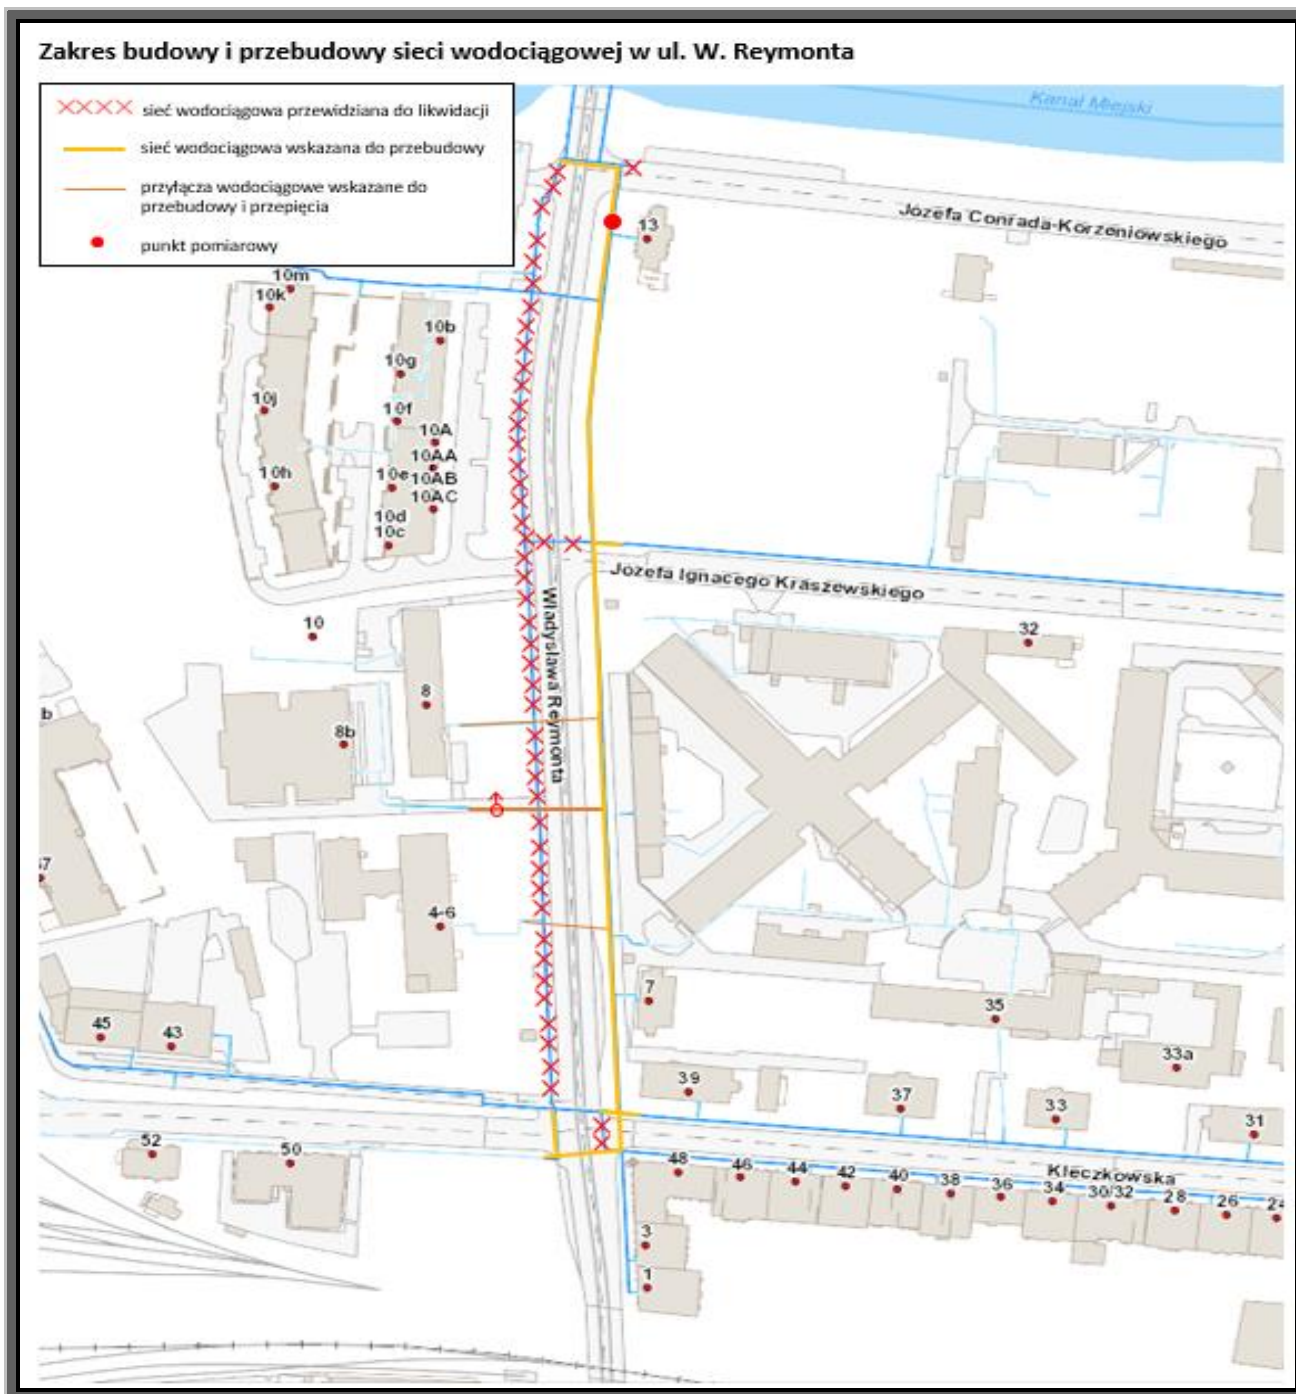 Zakres budowy i przebudowy sieci wodociągowej w ul. W. Reymonta
sieć wodociągowa przewidziana do likwidacji
sieć wodociągowa wskazana do przebudowy
przyłącza wodociągowe wskazane do
przebudowy i przepięcia
punkt pomiarowy
Kanał Miejski
Józefa Conrada-Korzeniowskiego
13
10m
10k
10b
10g
10j
10f
10A
10AA
10h
10e
10AB
10AC
10d
10c
Józefa Ignacego Kraszewskiego
Władysława Reymonta
10
32
8
b
8b
57
4-6
7
35
45
43
33a
39
37
33
31
52
50
48
46
44
42
40
38
36
34
30/32
28
26
24
Kleczkowska
3
1